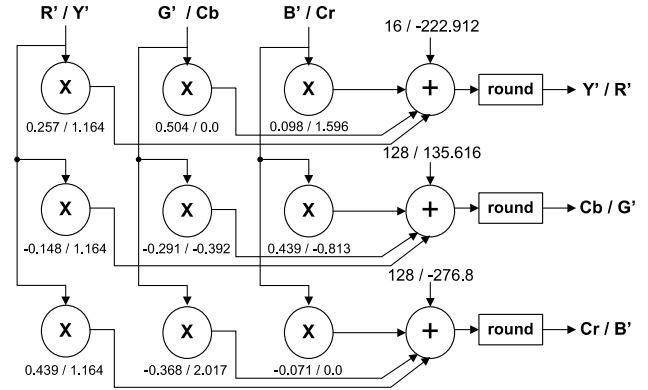 R' / Y' G' / Cb B' / Cr
16 / -222.912
X X X + round Y' / R'
0.257 / 1.164 0.504 / 0.0 0.098 / 1.596
128 / 135.616
X X X + round Cb / G'
-0.148 / 1.164 -0.291 / -0.392 0.439 / -0.813
128 / -276.8
X X X + round Cr / B'
0.439 / 1.164 -0.368 / 2.017 -0.071 / 0.0